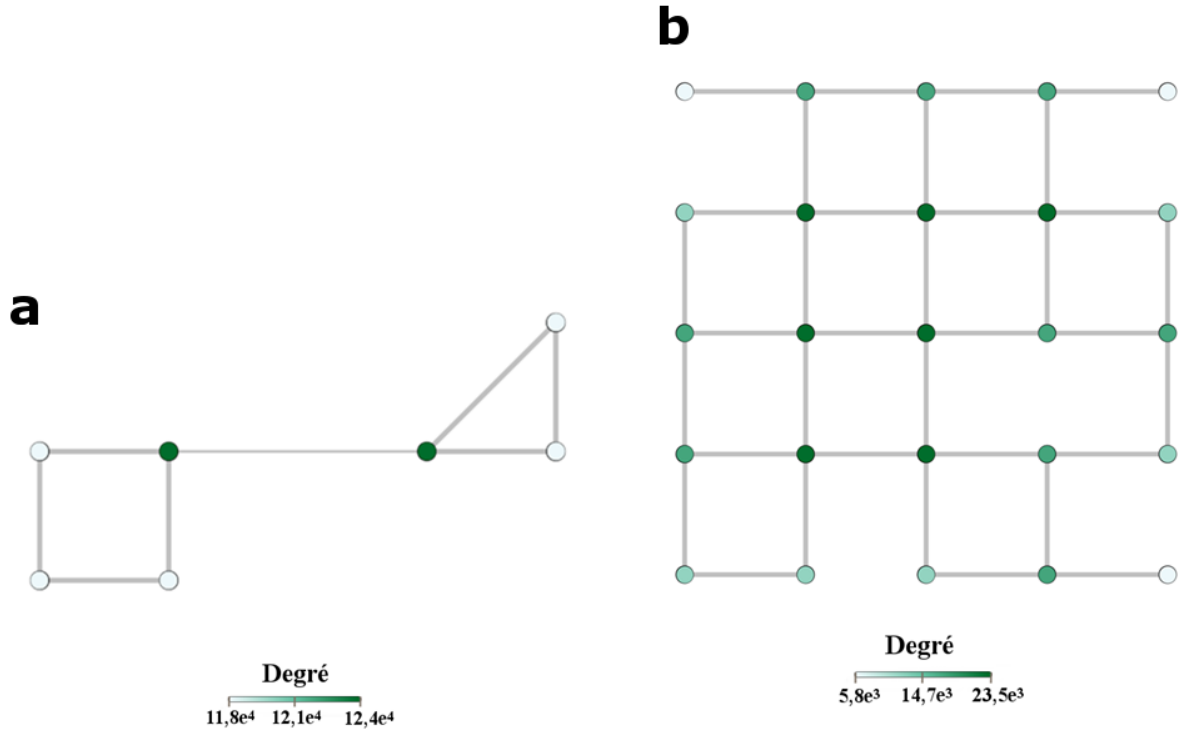 b
a
Degré
5,8e³ 14,7e³ 23,5e³
Degré
11,8e⁴ 12,1e⁴ 12,4e⁴